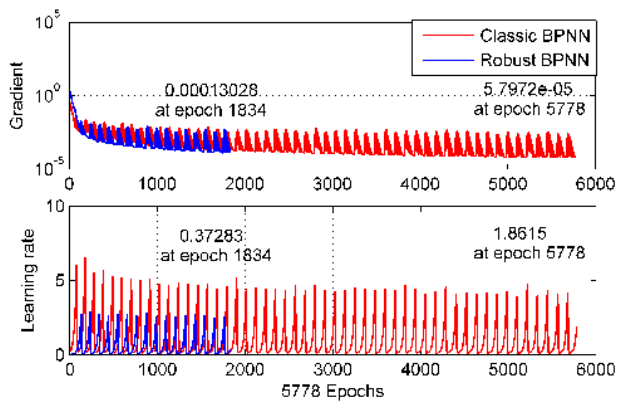 10^5
Classic BPNN
Robust BPNN
Gradient
10^0
0.00013028
at epoch 1834
5.7972e-05
at epoch 5778
10^-5
0 1000 2000 3000 4000 5000 6000
10
Learning rate
0.37283
at epoch 1834
1.8615
at epoch 5778
5
0
0 1000 2000 3000 4000 5000 6000
5778 Epochs